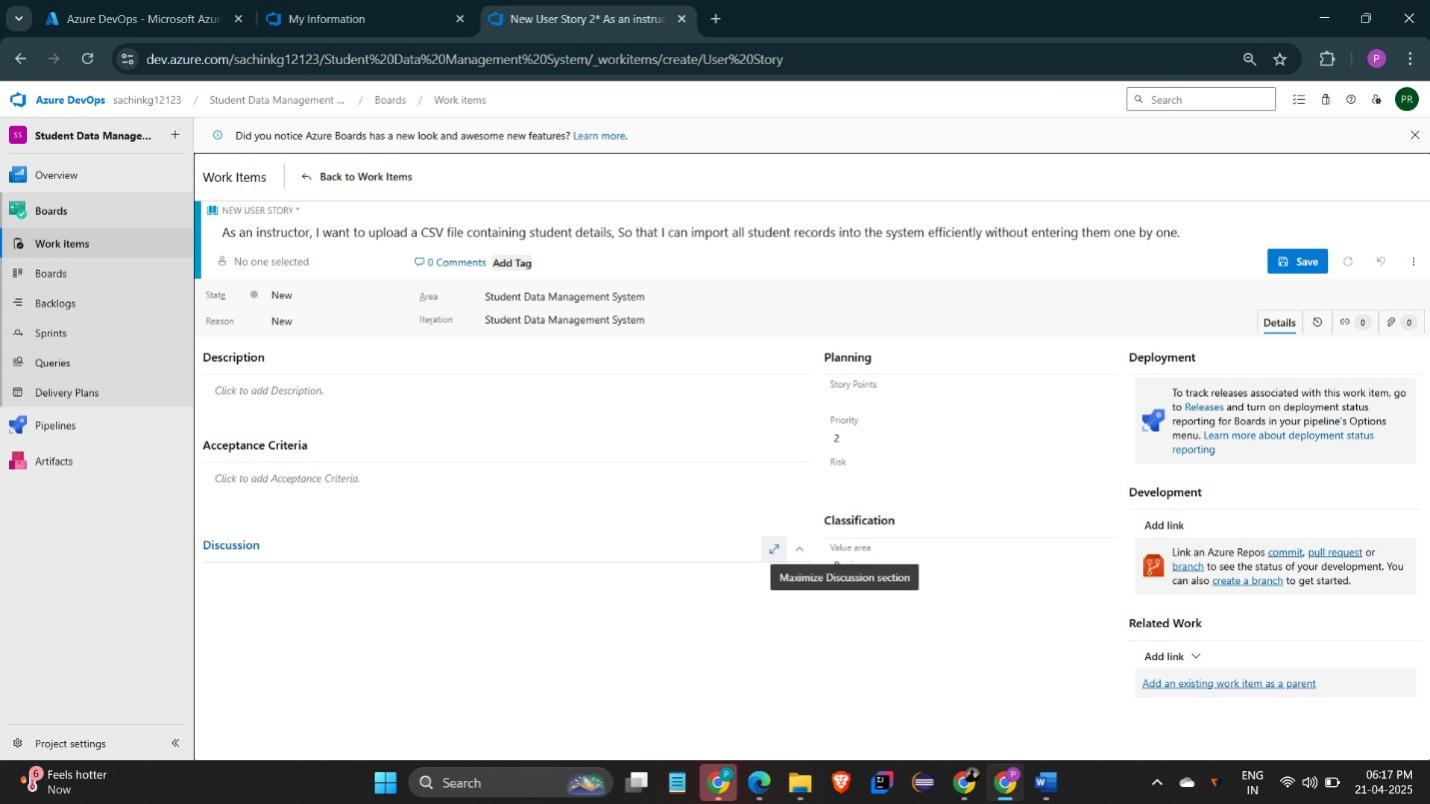 Azure DevOps - Microsoft Azur
My Information
New User Story 2* As an instruc
dev.azure.com/sachinkg12123/Student%20Data%20Management%20System/_workitems/create/User%20Story
P
Azure DevOps sachinkg12123 / Student Data Management ... / Boards / Work items
Search
PR
SS Student Data Manage... +
Did you notice Azure Boards has a new look and awesome new features? Learn more.
Overview
Boards
Work items
Boards
Backlogs
Sprints
Queries
Delivery Plans
Pipelines
Artifacts
Project settings
Work Items
Back to Work Items
NEW USER STORY *
As an instructor, I want to upload a CSV file containing student details, So that I can import all student records into the system efficiently without entering them one by one.
No one selected
0 Comments Add Tag
Save
State New
Area Student Data Management System
Reason New
Iteration Student Data Management System
Details
0
0
Description
Click to add Description.
Acceptance Criteria
Click to add Acceptance Criteria.
Discussion
Maximize Discussion section
Planning
Story Points
Priority
2
Risk
Classification
Value area
Deployment
To track releases associated with this work item, go
to Releases and turn on deployment status
reporting for Boards in your pipeline's Options
menu. Learn more about deployment status
reporting
Development
Add link
Link an Azure Repos commit, pull request or
branch to see the status of your development. You
can also create a branch to get started.
Related Work
Add link
Add an existing work item as a parent
6
Feels hotter
Now
Search
ENG
IN
06:17 PM
21-04-2025